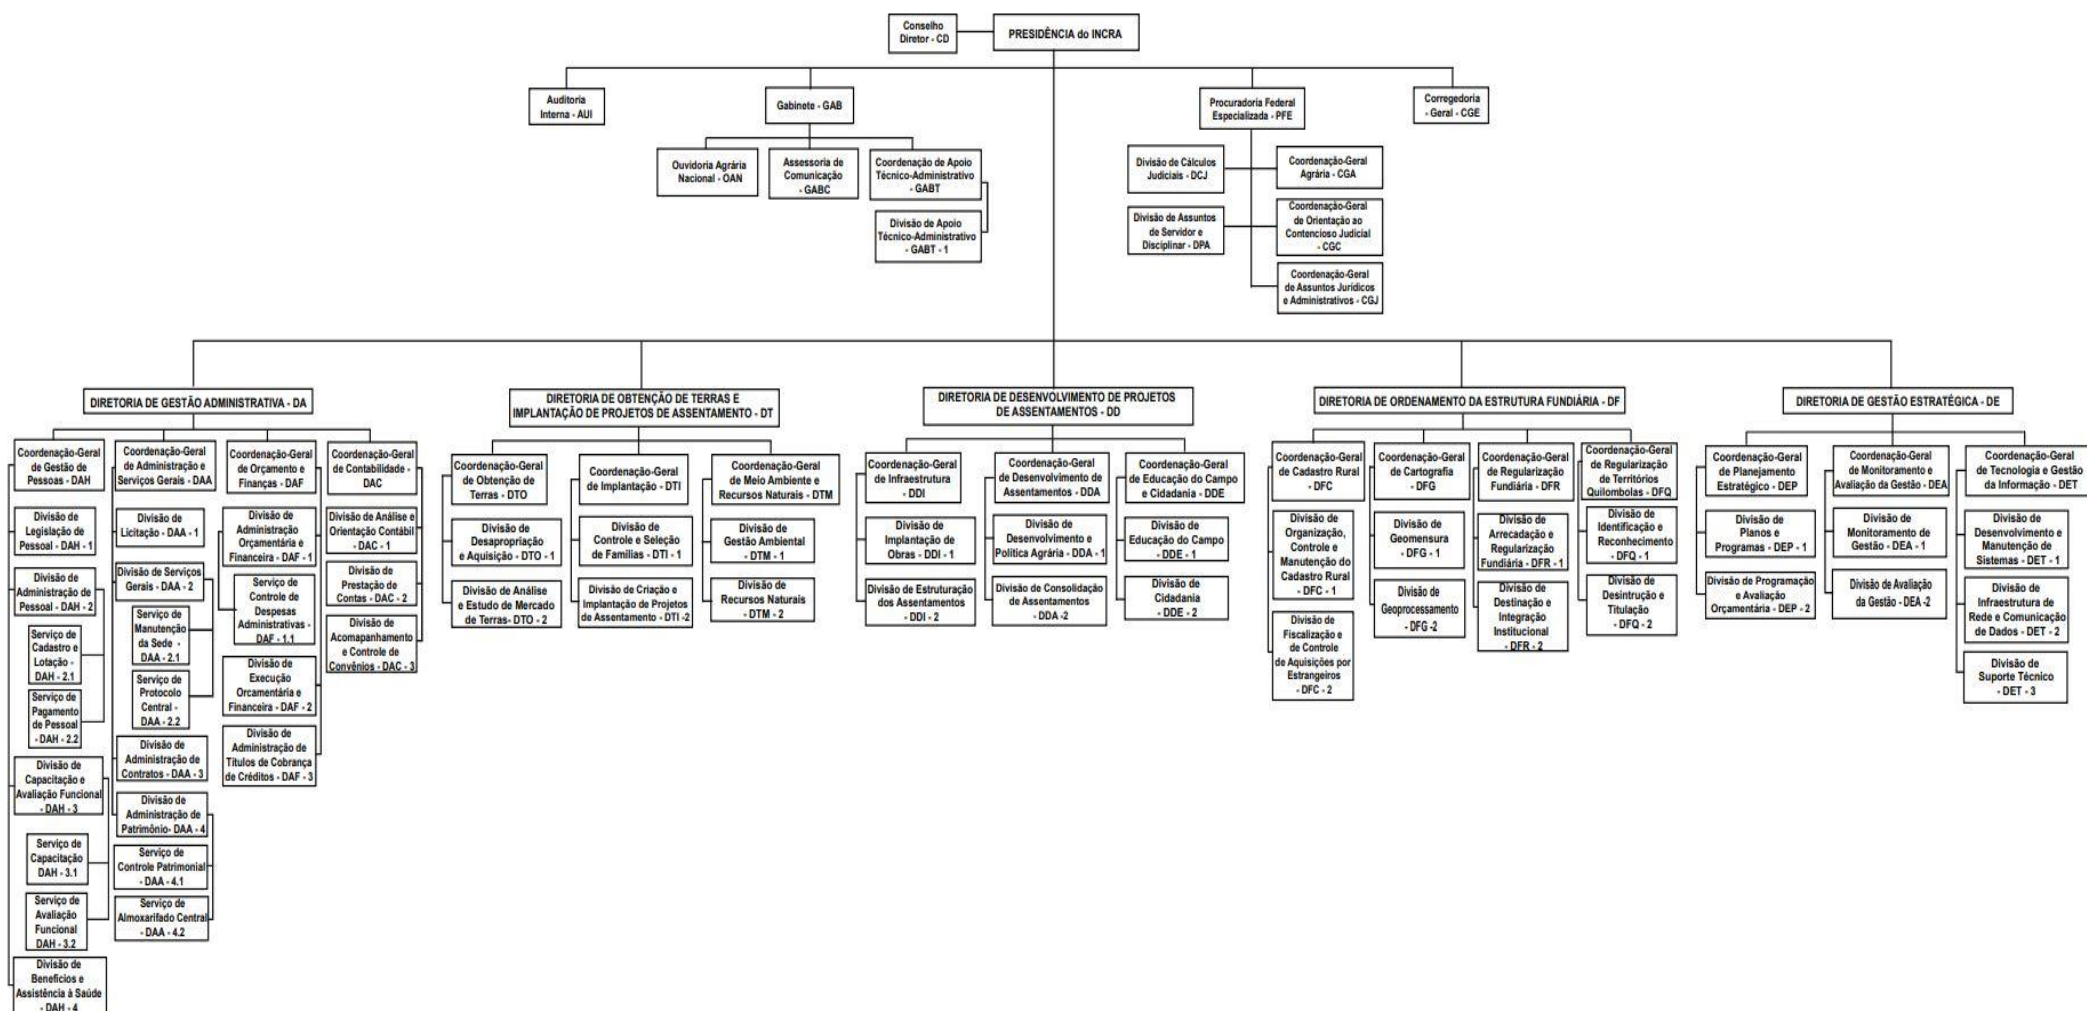 Conselho
Diretor - CD
PRESIDÊNCIA do INCRA
Auditoria
Interna - AUI
Gabinete - GAB
Procuradoria Federal
Especializada - PFE
Corregedoria
- Geral - CGE
Ouvidoria Agrária
Nacional - OAN
Assessoria de
Comunicação
- GABC
Coordenação de Apoio
Técnico-Administrativo
- GABT
Divisão de Apoio
Técnico-Administrativo
- GABT - 1
Divisão de Cálculos
Judiciais - DCJ
Coordenação-Geral
Agrária - CGA
Divisão de Assuntos
de Servidor e
Disciplinar - DPA
Coordenação-Geral
de Orientação ao
Contencioso Judicial
- CGC
Coordenação-Geral
de Assuntos Jurídicos
e Administrativos - CGJ
DIRETORIA DE GESTÃO ADMINISTRATIVA - DA
Coordenação-Geral
de Gestão de
Pessoas - DAH
Divisão de
Legislação de
Pessoal - DAH - 1
Divisão de
Administração de
Pessoal - DAH - 2
Serviço de
Cadastro e
Lotação -
DAH - 2.1
Serviço de
Pagamento
de Pessoal
- DAH - 2.2
Divisão de
Capacitação e
Avaliação Funcional
- DAH - 3
Serviço de
Capacitação
DAH - 3.1
Serviço de
Avaliação
Funcional
DAH - 3.2
Divisão de
Benefícios e
Assistência à Saúde
- DAH - 4
Coordenação-Geral
de Administração e
Serviços Gerais - DAA
Divisão de
Licitação - DAA - 1
Divisão de Serviços
Gerais - DAA - 2
Serviço de
Manutenção
da Sede -
DAA - 2.1
Serviço de
Protocolo
Central -
DAA - 2.2
Divisão de
Administração de
Contratos - DAA - 3
Divisão de
Administração de
Patrimônio- DAA - 4
Serviço de
Controle Patrimonial
- DAA - 4.1
Serviço de
Almoxarifado Central
- DAA - 4.2
Coordenação-Geral
de Orçamento e
Finanças - DAF
Divisão de
Administração
Orçamentária e
Financeira - DAF - 1
Serviço de
Controle de
Despesas
Administrativas -
DAF - 1.1
Divisão de
Execução
Orcamentária e
Financeira - DAF - 2
Divisão de
Administração de
Títulos de Cobrança
de Créditos - DAF - 3
Coordenação-Geral
de Contabilidade -
DAC
Divisão de Análise e
Orientação Contábil
- DAC - 1
Divisão de
Prestação de
Contas - DAC - 2
Divisão de
Acomapanhamento
e Controle de
Convênios - DAC - 3
DIRETORIA DE OBTENÇÃO DE TERRAS E
IMPLANTAÇÃO DE PROJETOS DE ASSENTAMENTO - DT
Coordenação-Geral
de Obtenção de
Terras - DTO
Divisão de
Desapropriação
e Aquisição - DTO - 1
Divisão de Análise
e Estudo de Mercado
de Terras- DTO - 2
Coordenação-Geral
de Implantação - DTI
Divisão de
Controle e Seleção
de Famílias - DTI - 1
Divisão de Criação e
Implantação de Projetos
de Assentamento - DTI -2
Coordenação-Geral
de Meio Ambiente e
Recursos Naturais - DTM
Divisão de
Gestão Ambiental
- DTM - 1
Divisão de
Recursos Naturais
- DTM - 2
DIRETORIA DE DESENVOLVIMENTO DE PROJETOS
DE ASSENTAMENTOS - DD
Coordenação-Geral
de Infraestrutura
- DDI
Divisão de
Implantação de
Obras - DDI - 1
Divisão de Estruturação
dos Assentamentos
- DDI - 2
Coordenação-Geral
de Desenvolvimento de
Assentamentos - DDA
Divisão de
Desenvolvimento e
Política Agrária - DDA - 1
Divisão de Consolidação
de Assentamentos
- DDA -2
Coordenação-Geral
de Educação do Campo
e Cidadania - DDE
Divisão de
Educação do Campo
- DDE - 1
Divisão de
Cidadania
- DDE - 2
DIRETORIA DE ORDENAMENTO DA ESTRUTURA FUNDIÁRIA - DF
Coordenação-Geral
de Cadastro Rural
- DFC
Divisão de
Organização,
Controle e
Manutenção do
Cadastro Rural
- DFC - 1
Divisão de
Fiscalização e
de Controle
de Aquisições por
Estrangeiros
- DFC - 2
Coordenação-Geral
de Cartografia
- DFG
Divisão de
Geomensura
- DFG - 1
Divisão de
Geoprocessamento
- DFG -2
Coordenação-Geral
de Regularização
Fundiária - DFR
Divisão de
Arrecadação e
Regularização
Fundiária - DFR - 1
Divisão de
Destinação e
Integração
Institucional
- DFR - 2
Coordenação-Geral
de Regularização
de Territórios
Quilombolas - DFQ
Divisão de
Identificação e
Reconhecimento
- DFQ - 1
Divisão de
Desintrução e
Titulação
- DFQ - 2
DIRETORIA DE GESTÃO ESTRATÉGICA - DE
Coordenação-Geral
de Planejamento
Estratégico - DEP
Divisão de
Planos e
Programas - DEP - 1
Divisão de Programação
e Avaliação
Orçamentária - DEP - 2
Coordenação-Geral
de Monitoramento e
Avaliação da Gestão - DEA
Divisão de
Monitoramento de
Gestão - DEA - 1
Divisão de Avaliação
da Gestão - DEA -2
Coordenação-Geral
de Tecnologia e Gestão
da Informação - DET
Divisão de
Desenvolvimento e
Manutenção de
Sistemas - DET - 1
Divisão de
Infraestrutura de
Rede e Comunicação
de Dados - DET - 2
Divisão de
Suporte Técnico
- DET - 3